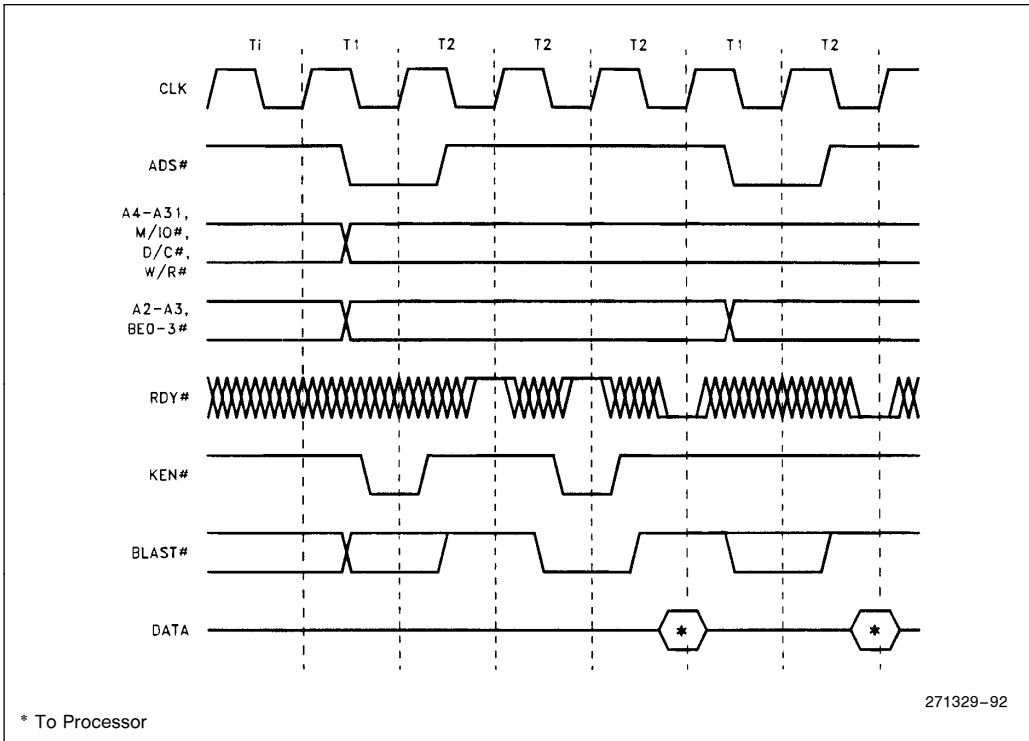 Ti T1 T2 T2 T2 T1 T2
CLK
ADS#
A4-A31,
M/IO#,
D/C#,
W/R#
A2-A3,
BE0-3#
RDY#
KEN#
BLAST#
DATA * *
271329-92
* To Processor